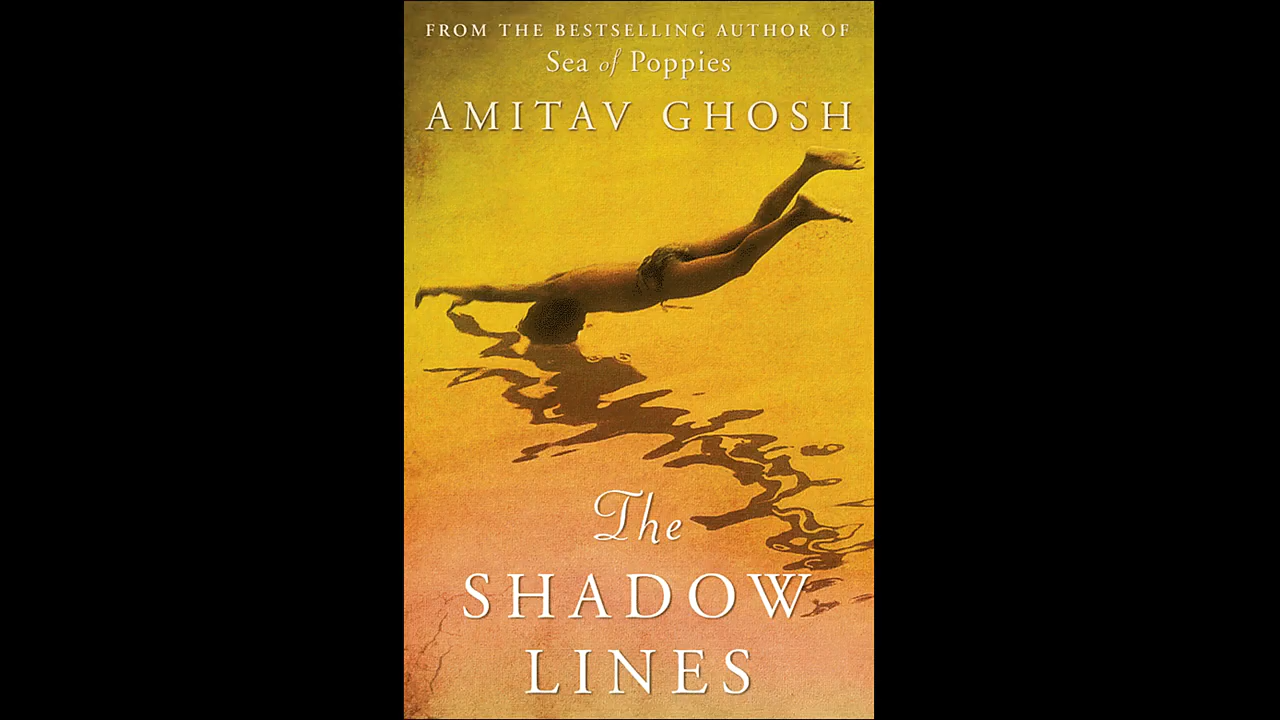 FROM THE BESTSELLING AUTHOR OF
Sea of Poppies
AMITAV GHOSH
The
SHADOW
LINES